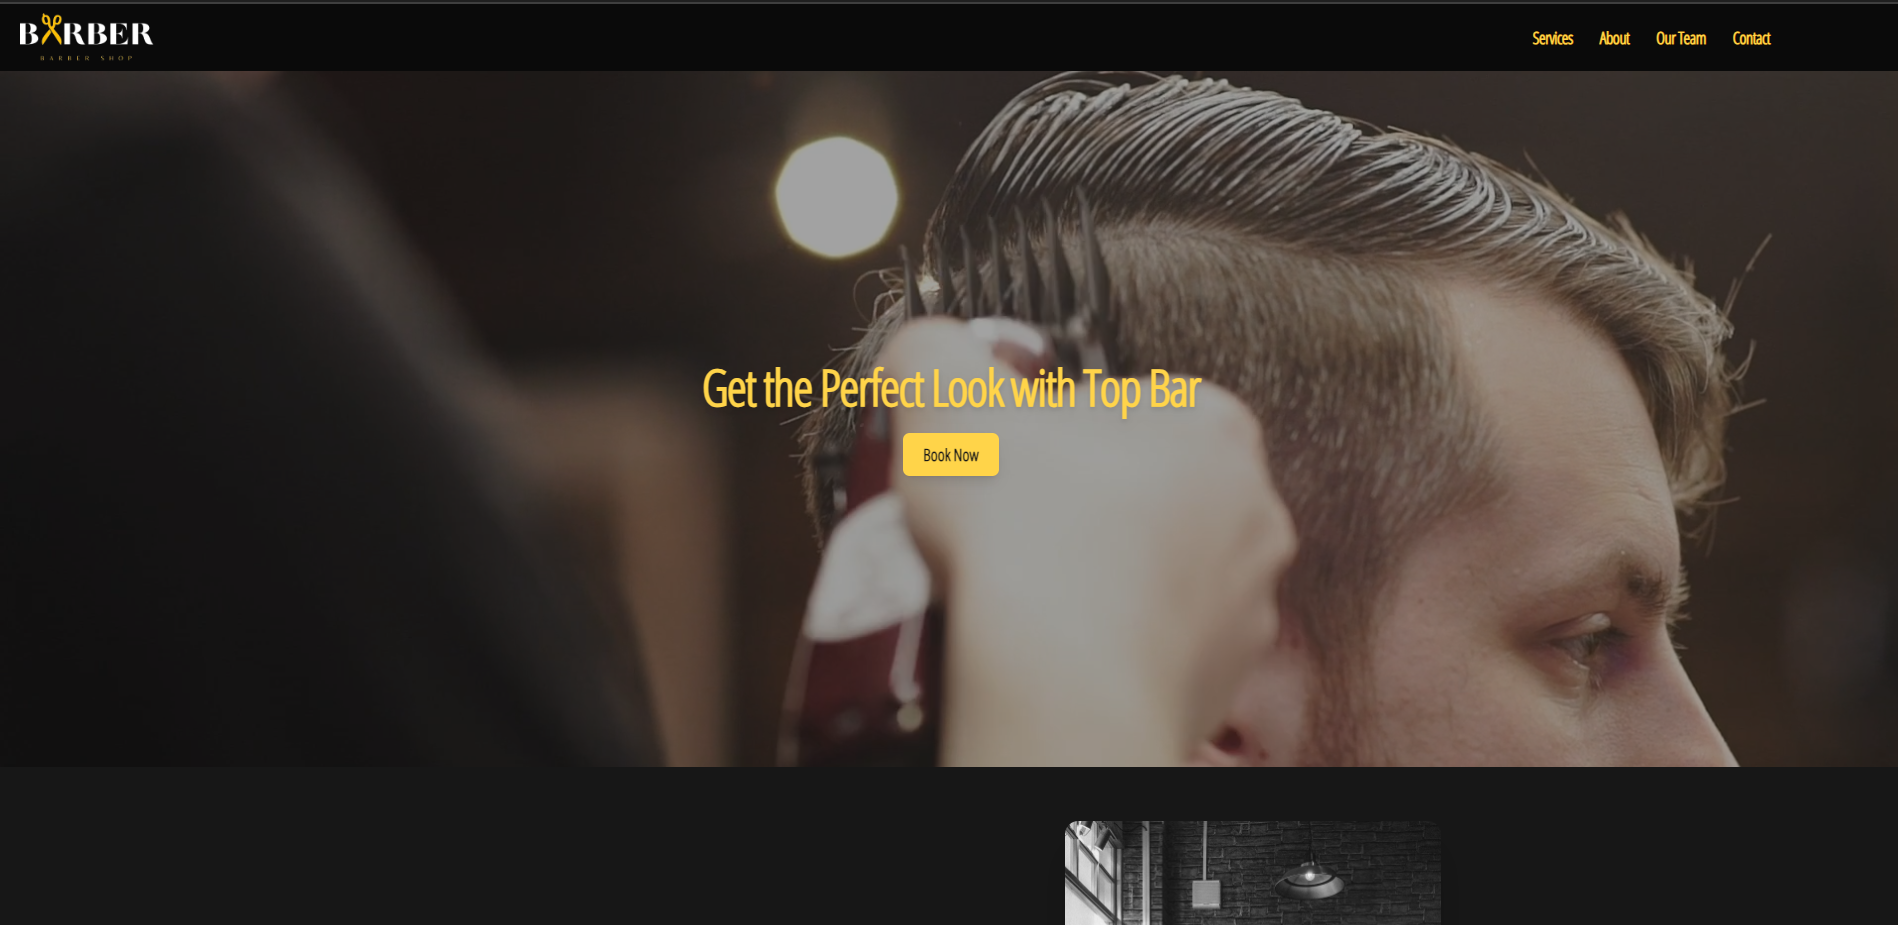 BARBER
BARBER SHOP
Services About Our Team Contact
Get the Perfect Look with Top Bar
Book Now